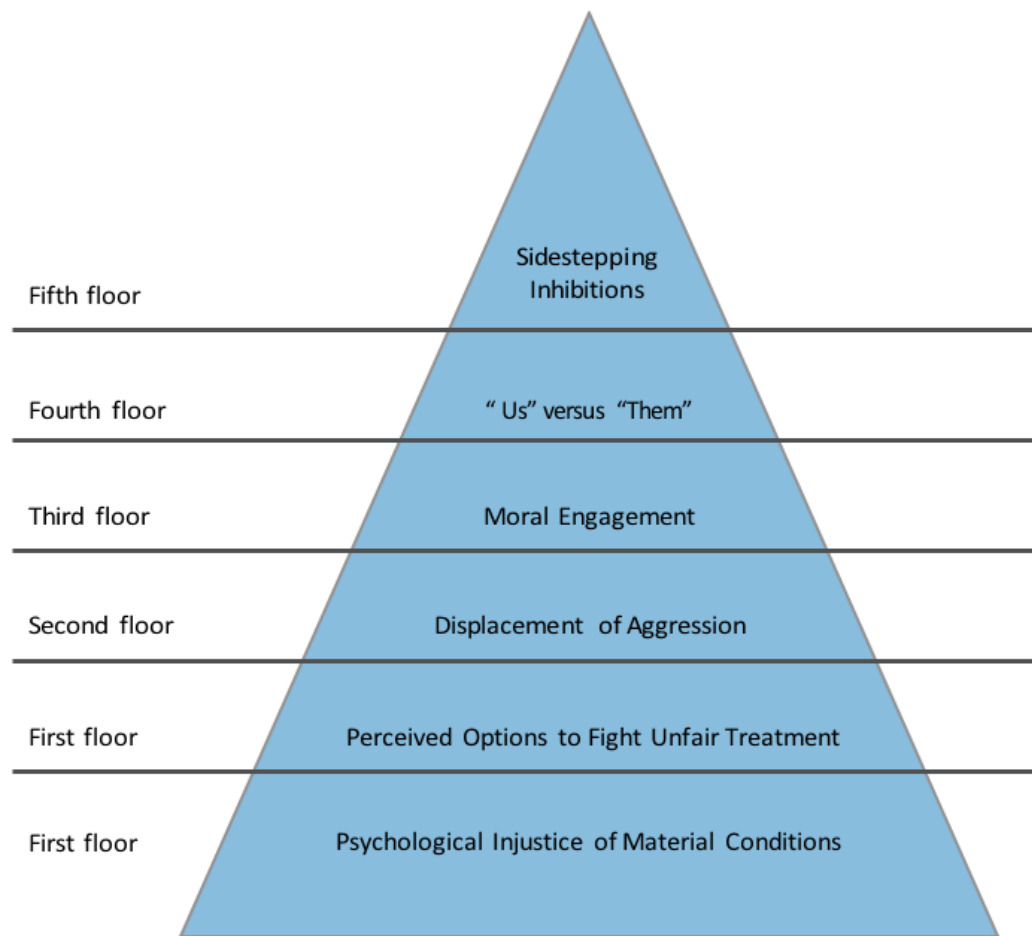 Sidestepping
Inhibitions
Fifth floor
Fourth floor
“ Us” versus “Them”
Third floor
Moral Engagement
Second floor
Displacement of Aggression
First floor
Perceived Options to Fight Unfair Treatment
First floor
Psychological Injustice of Material Conditions